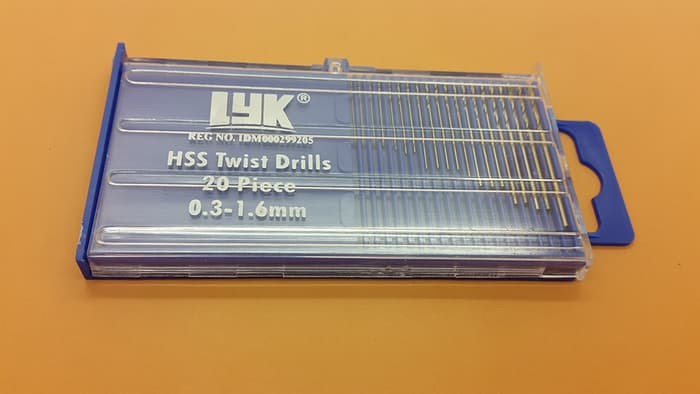 LYK®
REG NO. IDM000299205
HSS Twist Drills
20 Piece
0.3-1.6mm